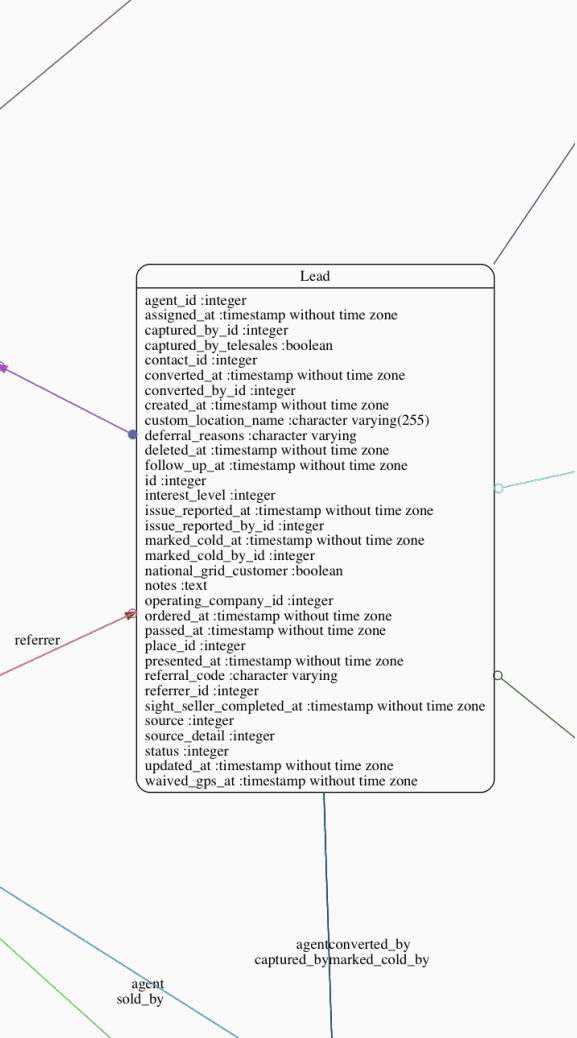 Lead
agent_id :integer
assigned_at :timestamp without time zone
captured_by_id :integer
captured_by_telesales :boolean
contact_id :integer
converted_at :timestamp without time zone
converted_by_id :integer
created_at :timestamp without time zone
custom_location_name :character varying(255)
deferral_reasons :character varying
deleted_at :timestamp without time zone
follow_up_at :timestamp without time zone
id :integer
interest_level :integer
issue_reported_at :timestamp without time zone
issue_reported_by_id :integer
marked_cold_at :timestamp without time zone
marked_cold_by_id :integer
national_grid_customer :boolean
notes :text
operating_company_id :integer
ordered_at :timestamp without time zone
passed_at :timestamp without time zone
referrer
place_id :integer
presented_at :timestamp without time zone
referral_code :character varying
referrer_id :integer
sight_seller_completed_at :timestamp without time zone
source :integer
source_detail :integer
status :integer
updated_at :timestamp without time zone
waived_gps_at :timestamp without time zone
agentconverted_by
captured_bymarked_cold_by
agent
sold_by